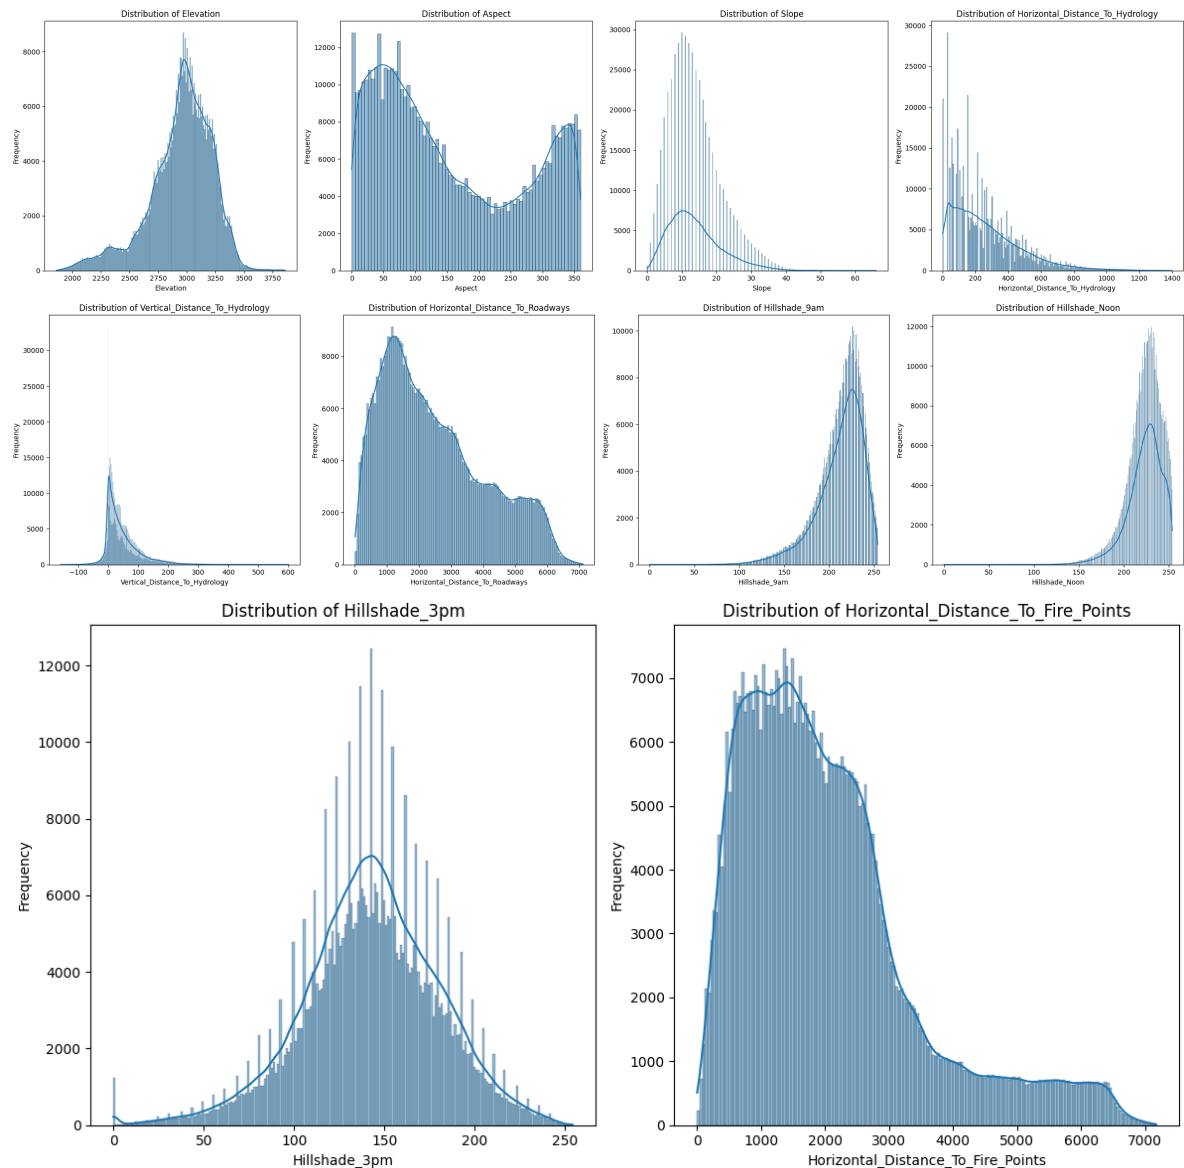 Distribution of Elevation
Frequency
8000
6000
4000
2000
0
2000 2250 2500 2750 3000 3250 3500 3750
Elevation
Distribution of Aspect
Frequency
12000
10000
8000
6000
4000
2000
0
0 50 100 150 200 250 300 350
Aspect
Distribution of Slope
Frequency
30000
25000
20000
15000
10000
5000
0
0 10 20 30 40 50 60
Slope
Distribution of Horizontal_Distance_To_Hydrology
Frequency
30000
25000
20000
15000
10000
5000
0
0 200 400 600 800 1000 1200 1400
Horizontal_Distance_To_Hydrology
Distribution of Vertical_Distance_To_Hydrology
Frequency
30000
25000
20000
15000
10000
5000
0
−100 0 100 200 300 400 500 600
Vertical_Distance_To_Hydrology
Distribution of Horizontal_Distance_To_Roadways
Frequency
8000
6000
4000
2000
0
0 1000 2000 3000 4000 5000 6000 7000
Horizontal_Distance_To_Roadways
Distribution of Hillshade_9am
Frequency
10000
8000
6000
4000
2000
0
0 50 100 150 200 250
Hillshade_9am
Distribution of Hillshade_Noon
Frequency
12000
10000
8000
6000
4000
2000
0
0 50 100 150 200 250
Hillshade_Noon
Distribution of Hillshade_3pm
Frequency
12000
10000
8000
6000
4000
2000
0
0 50 100 150 200 250
Hillshade_3pm
Distribution of Horizontal_Distance_To_Fire_Points
Frequency
7000
6000
5000
4000
3000
2000
1000
0
0 1000 2000 3000 4000 5000 6000 7000
Horizontal_Distance_To_Fire_Points